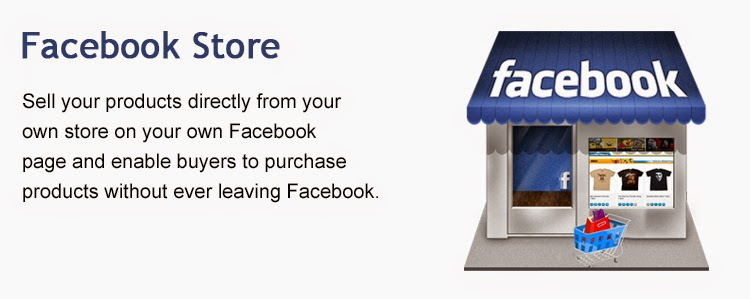 Facebook Store
Sell your products directly from your
own store on your own Facebook
page and enable buyers to purchase
products without ever leaving Facebook.
facebook
f